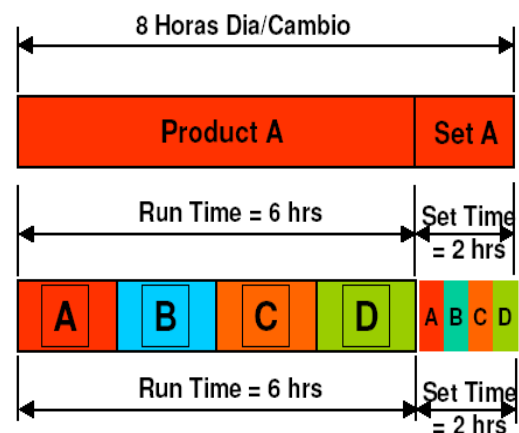 8 Horas Dia/Cambio
Product A Set A
Run Time = 6 hrs Set Time
= 2 hrs
A B C D A B C D
Run Time = 6 hrs Set Time
= 2 hrs